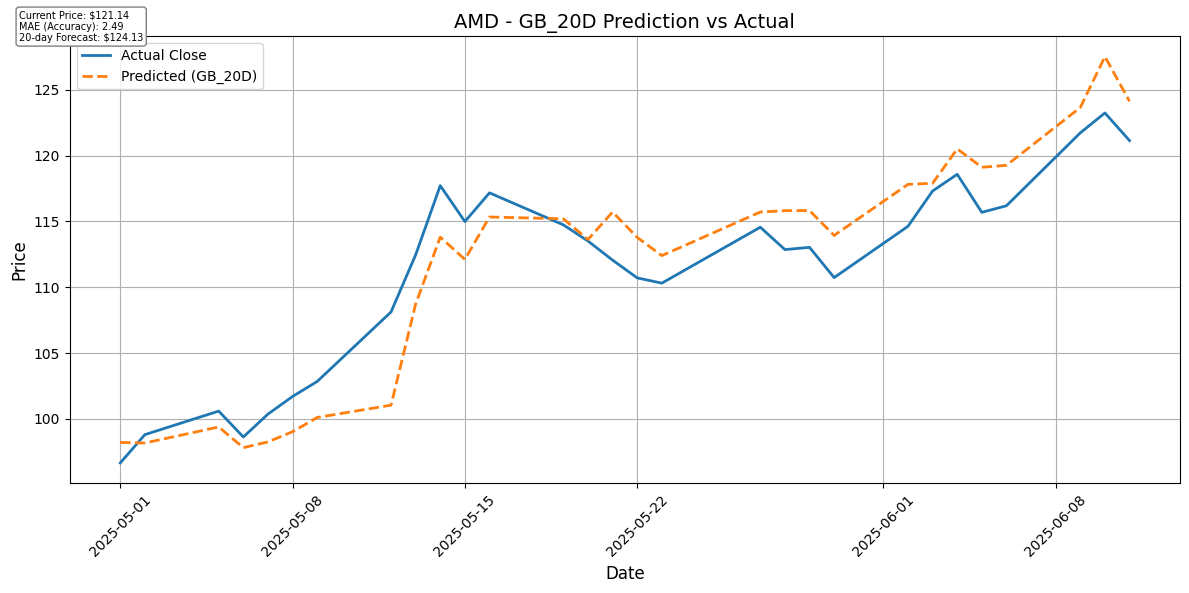 AMD - GB_20D Prediction vs Actual
Current Price: $121.14
MAE (Accuracy): 2.49
20-day Forecast: $124.13
Actual Close
Predicted (GB_20D)
Price
125
120
115
110
105
100
2025-05-01
2025-05-08
2025-05-15
2025-05-22
2025-06-01
2025-06-08
Date